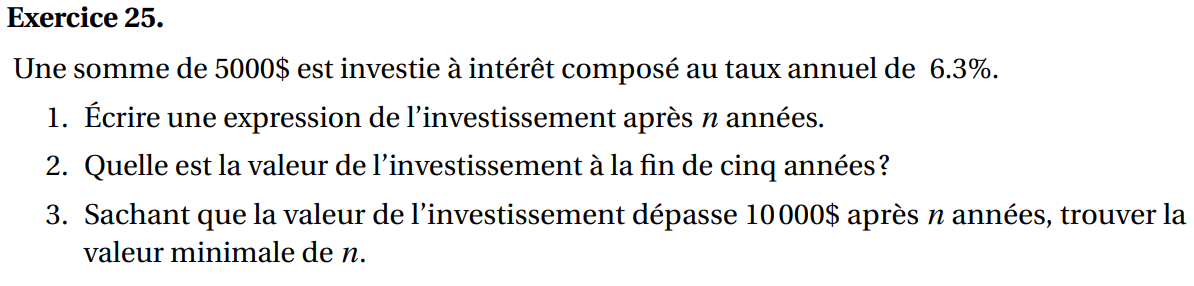 Exercice 25.
Une somme de 5000$ est investie à intérêt composé au taux annuel de 6.3%.
1. Écrire une expression de l’investissement après n années.
2. Quelle est la valeur de l’investissement à la fin de cinq années ?
3. Sachant que la valeur de l’investissement dépasse 10 000$ après n années, trouver la
valeur minimale de n.